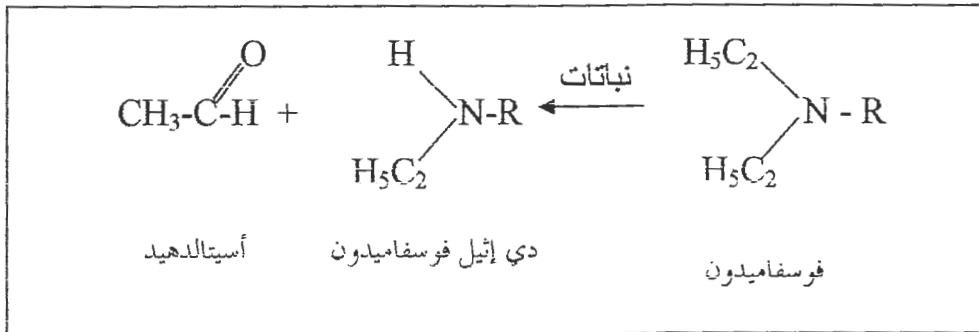 O H H₅C₂
نباتات
CH₃-C-H + N-R N - R
H₅C₂ H₅C₂
أسيتالدهيد دي إثيل فوسفاميدون فوسفاميدون